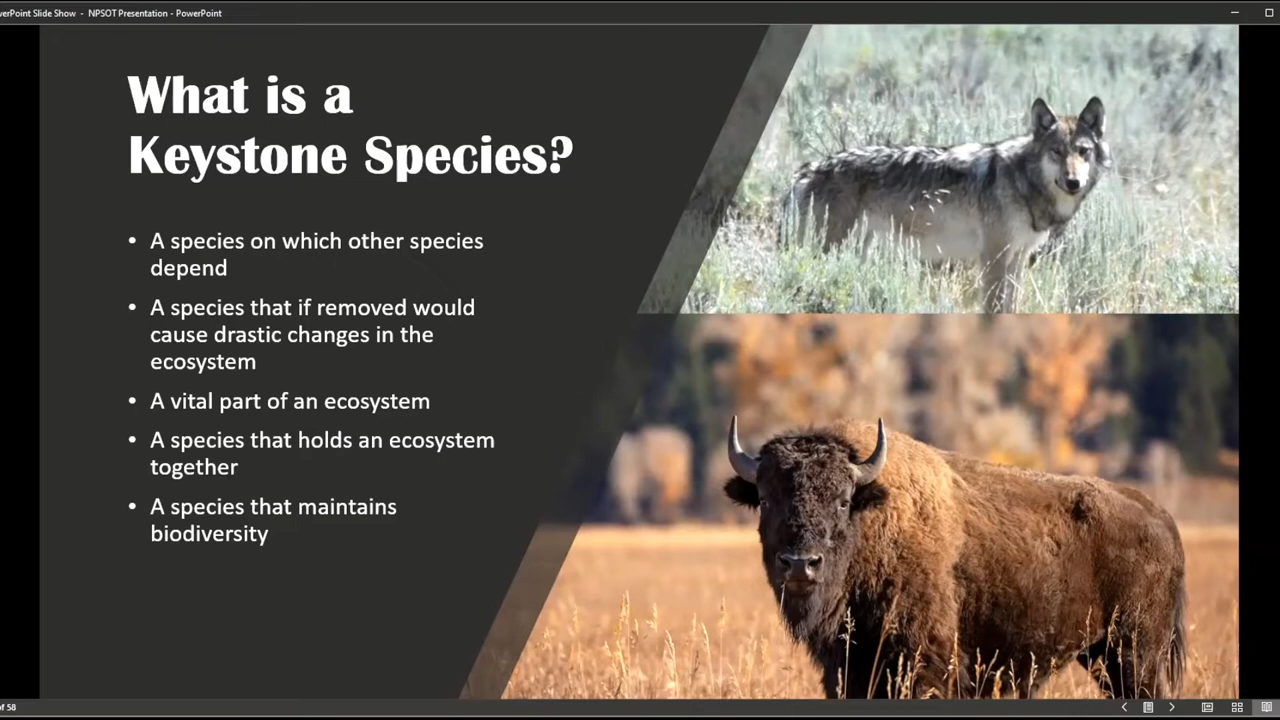 werPoint Slide Show - NPSOT Presentation - PowerPoint
What is a
Keystone Species?
• A species on which other species
depend
• A species that if removed would
cause drastic changes in the
ecosystem
• A vital part of an ecosystem
• A species that holds an ecosystem
together
• A species that maintains
biodiversity
of 58